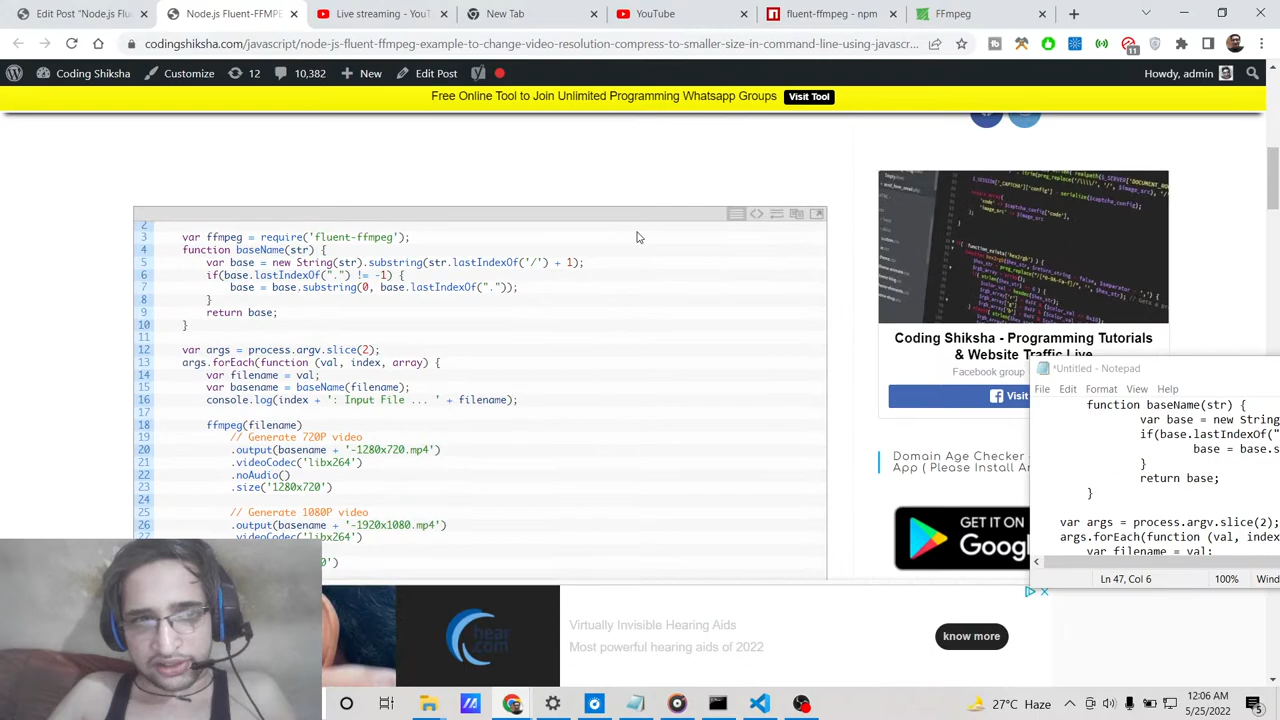 Edit Post "Node.js Flu
Node.js Fluent-FFMP
Live streaming - YouT
New Tab
YouTube
fluent-ffmpeg - npm
FFmpeg
codingshiksha.com/javascript/node-js-fluent-ffmpeg-example-to-change-video-resolution-compress-to-smaller-size-in-command-line-using-javasc...
11
Coding Shiksha
Customize
12
10,382
New
Edit Post
Howdy, admin
Free Online Tool to Join Unlimited Programming Whatsapp Groups
Visit Tool
2
3 var ffmpeg = require('fluent-ffmpeg');
4 function baseName(str) {
5 var base = new String(str).substring(str.lastIndexOf('/') + 1);
6 if(base.lastIndexOf(".") != -1) {
7 base = base.substring(0, base.lastIndexOf("."));
8 }
9 return base;
10 }
11
12 var args = process.argv.slice(2);
13 args.forEach(function (val, index, array) {
14 var filename = val;
15 var basename = baseName(filename);
16 console.log(index + ': Input File ... ' + filename);
17
18 ffmpeg(filename)
19 // Generate 720P video
20 .output(basename + '-1280x720.mp4')
21 .videoCodec('libx264')
22 .noAudio()
23 .size('1280x720')
24
25 // Generate 1080P video
26 .output(basename + '-1920x1080.mp4')
27 .videoCodec('libx264')
Coding Shiksha - Programming Tutorials
& Website Traffic Live
Facebook group
Visit
Domain Age Checker
App ( Please Install
GET IT ON
Goog
*Untitled - Notepad
File Edit Format View Help
function baseName(str) {
var base = new String
if(base.lastIndexOf("
base = base.s
}
return base;
}
var args = process.argv.slice(2);
args.forEach(function (val, index
var filename = val;
Ln 47, Col 6
100%
Wind
hear
.com
Virtually Invisible Hearing Aids
Most powerful hearing aids of 2022
know more
27°C Haze
12:06 AM
5/25/2022
5